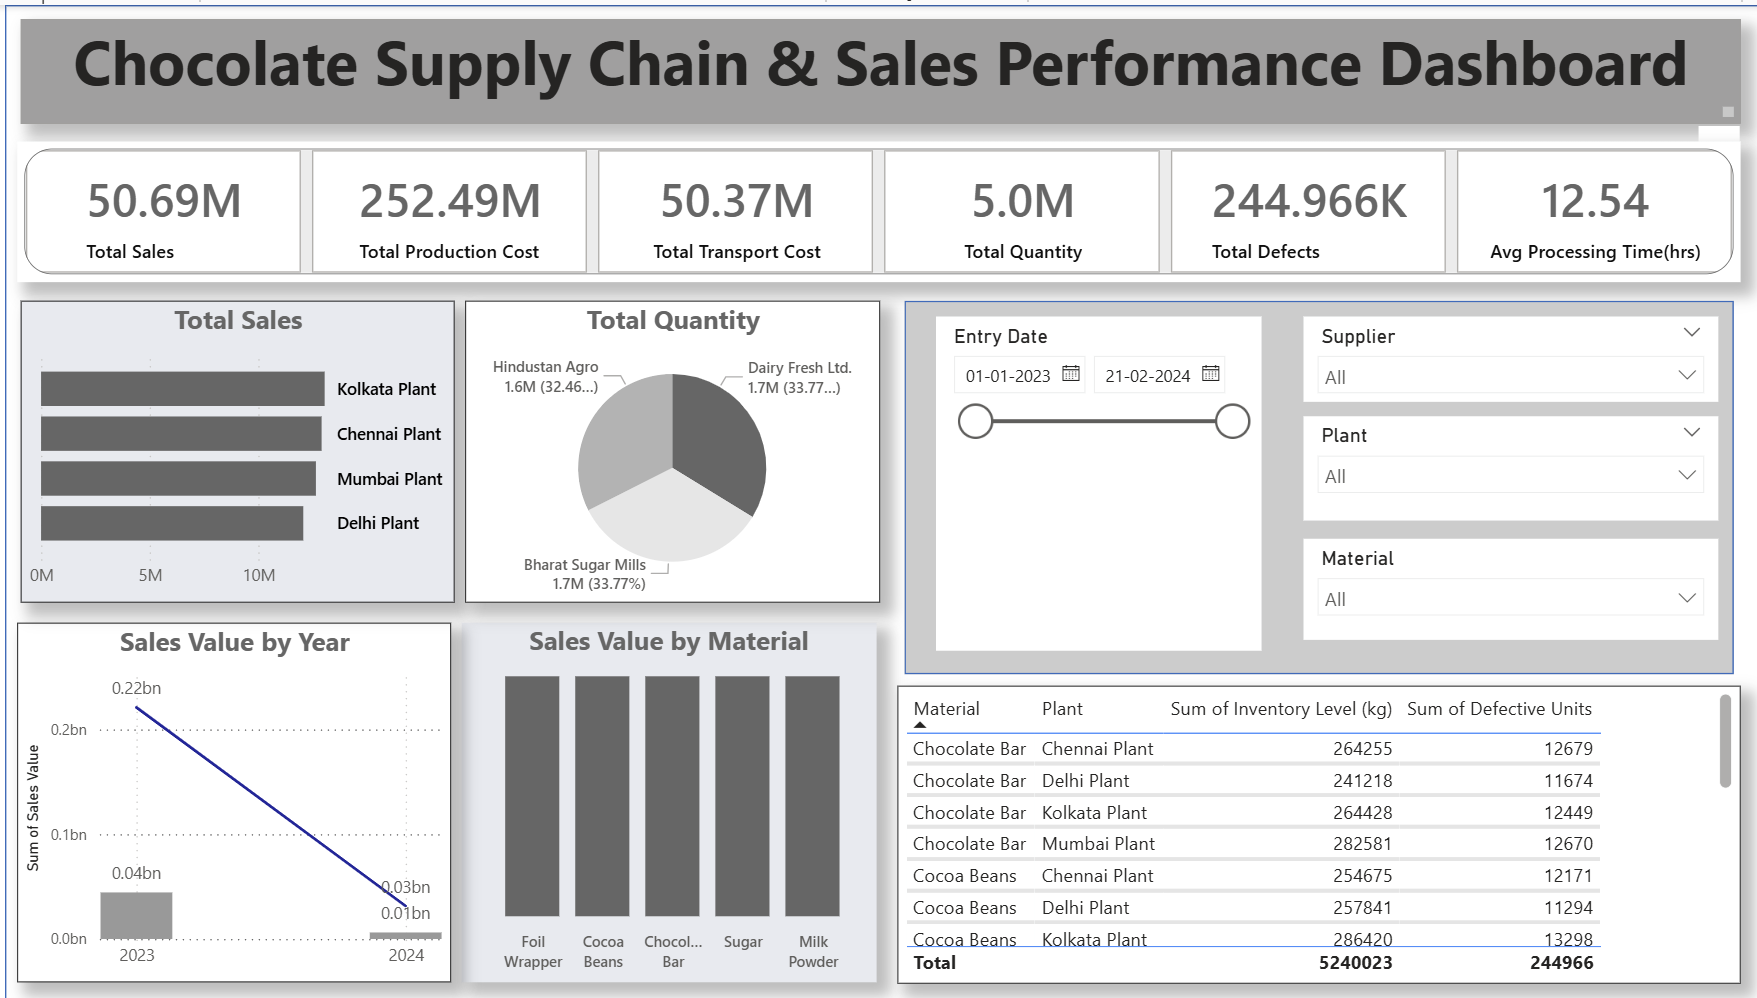 Chocolate Supply Chain & Sales Performance Dashboard
50.69M
Total Sales
252.49M
Total Production Cost
50.37M
Total Transport Cost
5.0M
Total Quantity
244.966K
Total Defects
12.54
Avg Processing Time(hrs)
Total Sales
Kolkata Plant
Chennai Plant
Mumbai Plant
Delhi Plant
0M 5M 10M
Total Quantity
Hindustan Agro
1.6M (32.46...)
Dairy Fresh Ltd.
1.7M (33.77...)
Bharat Sugar Mills
1.7M (33.77%)
Entry Date
01-01-2023 21-02-2024
Supplier
All
Plant
All
Material
All
Sales Value by Year
Sum of Sales Value
0.22bn
0.2bn
0.1bn
0.04bn
0.03bn
0.01bn
0.0bn
2023 2024
Sales Value by Material
Foil Wrapper
Cocoa Beans
Chocol... Bar
Sugar
Milk Powder
Material Plant Sum of Inventory Level (kg) Sum of Defective Units
Chocolate Bar Chennai Plant 264255 12679
Chocolate Bar Delhi Plant 241218 11674
Chocolate Bar Kolkata Plant 264428 12449
Chocolate Bar Mumbai Plant 282581 12670
Cocoa Beans Chennai Plant 254675 12171
Cocoa Beans Delhi Plant 257841 11294
Cocoa Beans Kolkata Plant 286420 13298
Total 5240023 244966